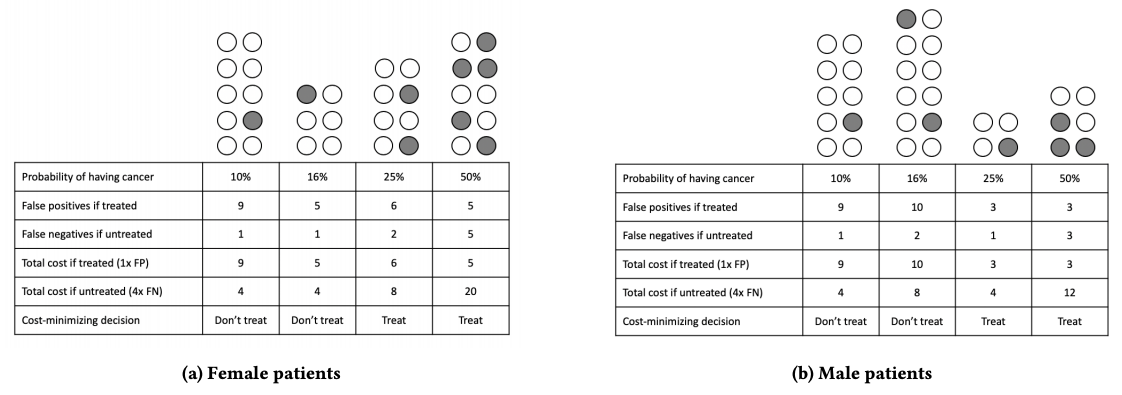 Probability of having cancer 10% 16% 25% 50%
False positives if treated 9 5 6 5
False negatives if untreated 1 1 2 5
Total cost if treated (1x FP) 9 5 6 5
Total cost if untreated (4x FN) 4 4 8 20
Cost-minimizing decision Don't treat Don't treat Treat Treat
(a) Female patients
Probability of having cancer 10% 16% 25% 50%
False positives if treated 9 10 3 3
False negatives if untreated 1 2 1 3
Total cost if treated (1x FP) 9 10 3 3
Total cost if untreated (4x FN) 4 8 4 12
Cost-minimizing decision Don't treat Don't treat Treat Treat
(b) Male patients